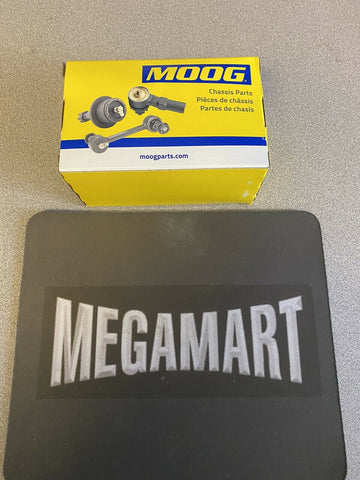 MOOG
Chassis Parts
Pièces de châssis
Partes de chasis
moogparts.com
MEGAMART